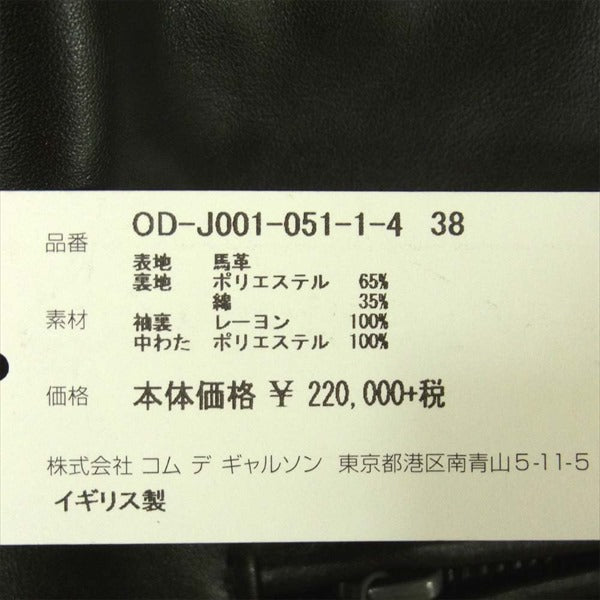 品番 OD-J001-051-1-4 38
表地 馬革
裏地 ポリエステル 65%
綿 35%
素材 袖裏 レーヨン 100%
中わた ポリエステル 100%
価格 本体価格 ¥ 220,000+税
株式会社 コム デ ギャルソン 東京都港区南青山5-11-5
イギリス製